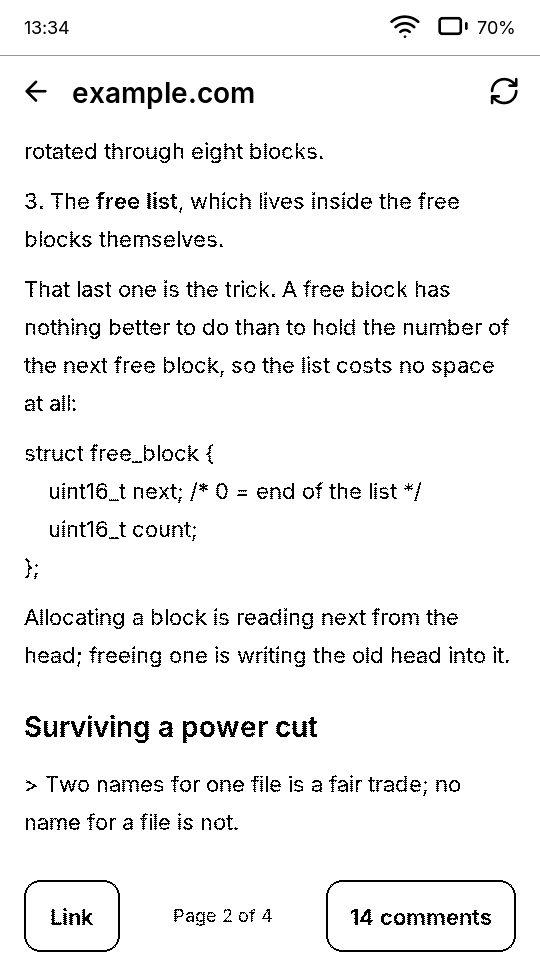 13:34
70%
example.com
rotated through eight blocks.
3. The free list, which lives inside the free
blocks themselves.
That last one is the trick. A free block has
nothing better to do than to hold the number of
the next free block, so the list costs no space
at all:
struct free_block {
    uint16_t next; /* 0 = end of the list */
    uint16_t count;
};
Allocating a block is reading next from the
head; freeing one is writing the old head into it.
Surviving a power cut
> Two names for one file is a fair trade; no
name for a file is not.
Link
Page 2 of 4
14 comments